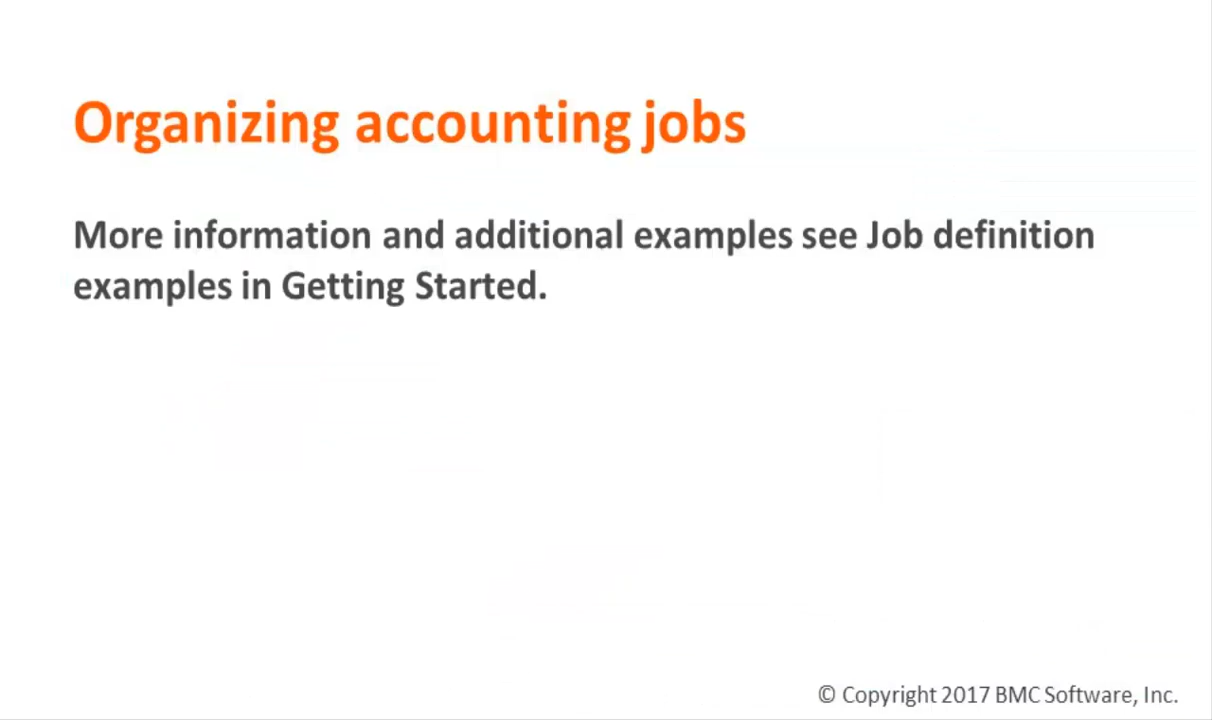 Organizing accounting jobs
More information and additional examples see Job definition
examples in Getting Started.
© Copyright 2017 BMC Software, Inc.